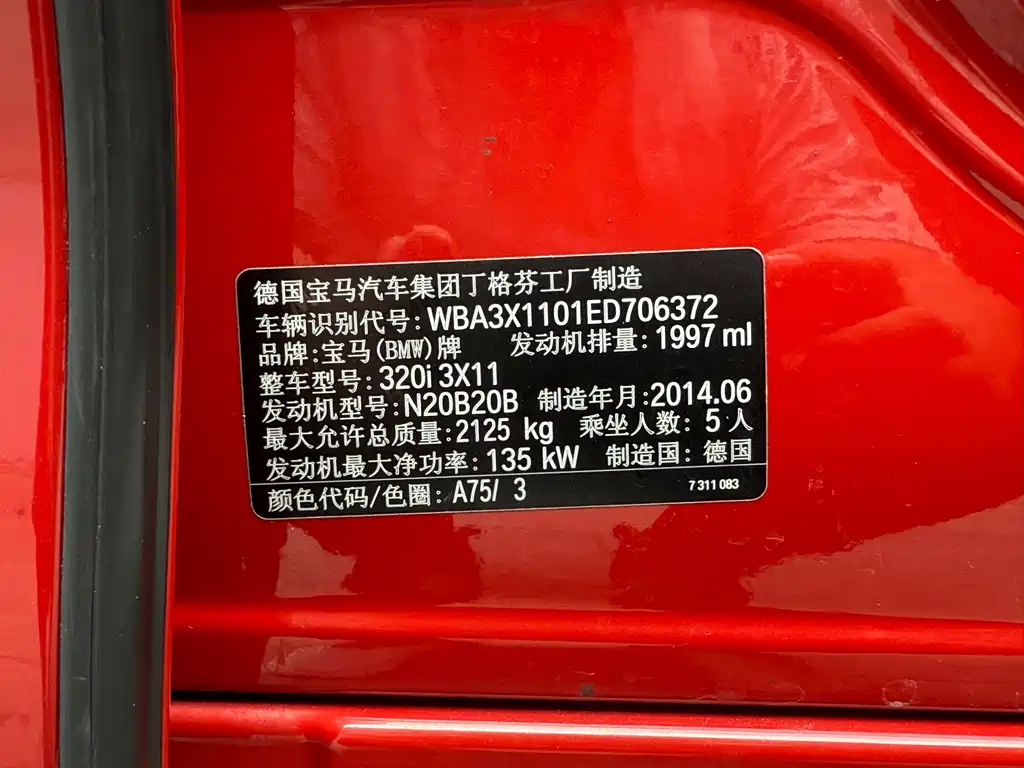 德国宝马汽车集团丁格芬工厂制造
车辆识别代号: WBA3X1101ED706372
品牌: 宝马(BMW)牌 发动机排量: 1997 ml
整车型号: 320i 3X11
发动机型号: N20B20B 制造年月: 2014.06
最大允许总质量: 2125 kg 乘坐人数: 5 人
发动机最大净功率: 135 kW 制造国: 德国
颜色代码/色圈: A75/ 3 7 311 083